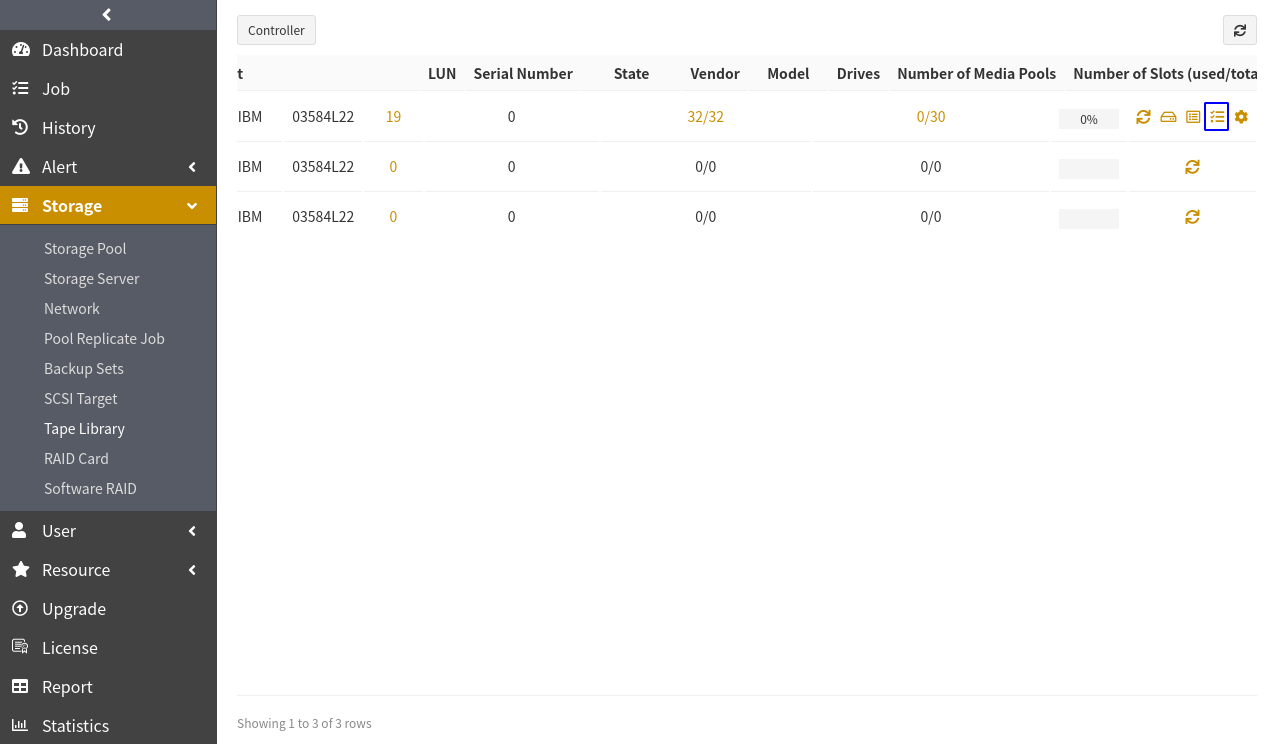 Controller
Dashboard
Job
History
Alert
Storage
Storage Pool
Storage Server
Network
Pool Replicate Job
Backup Sets
SCSI Target
Tape Library
RAID Card
Software RAID
User
Resource
Upgrade
License
Report
Statistics
t LUN Serial Number State Vendor Model Drives Number of Media Pools Number of Slots (used/tota
IBM 03584L22 19 0 32/32 0/30 0%
IBM 03584L22 0 0 0/0 0/0
IBM 03584L22 0 0 0/0 0/0
Showing 1 to 3 of 3 rows